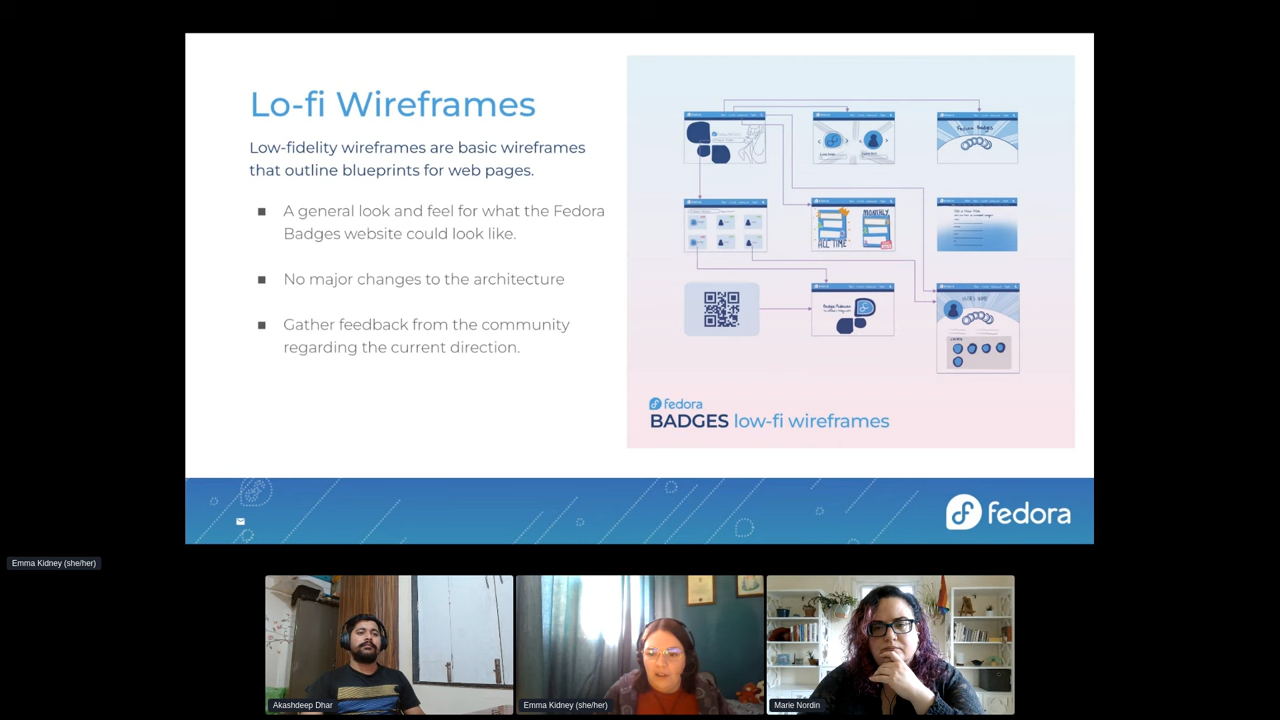 Lo-fi Wireframes
Low-fidelity wireframes are basic wireframes
that outline blueprints for web pages.
A general look and feel for what the Fedora
Badges website could look like.
No major changes to the architecture
Gather feedback from the community
regarding the current direction.
Fedora Badges
ALL TIME
MONTHLY
fedora
BADGES low-fi wireframes
fedora
Emma Kidney (she/her)
Akashdeep Dhar
Emma Kidney (she/her)
Marie Nordin